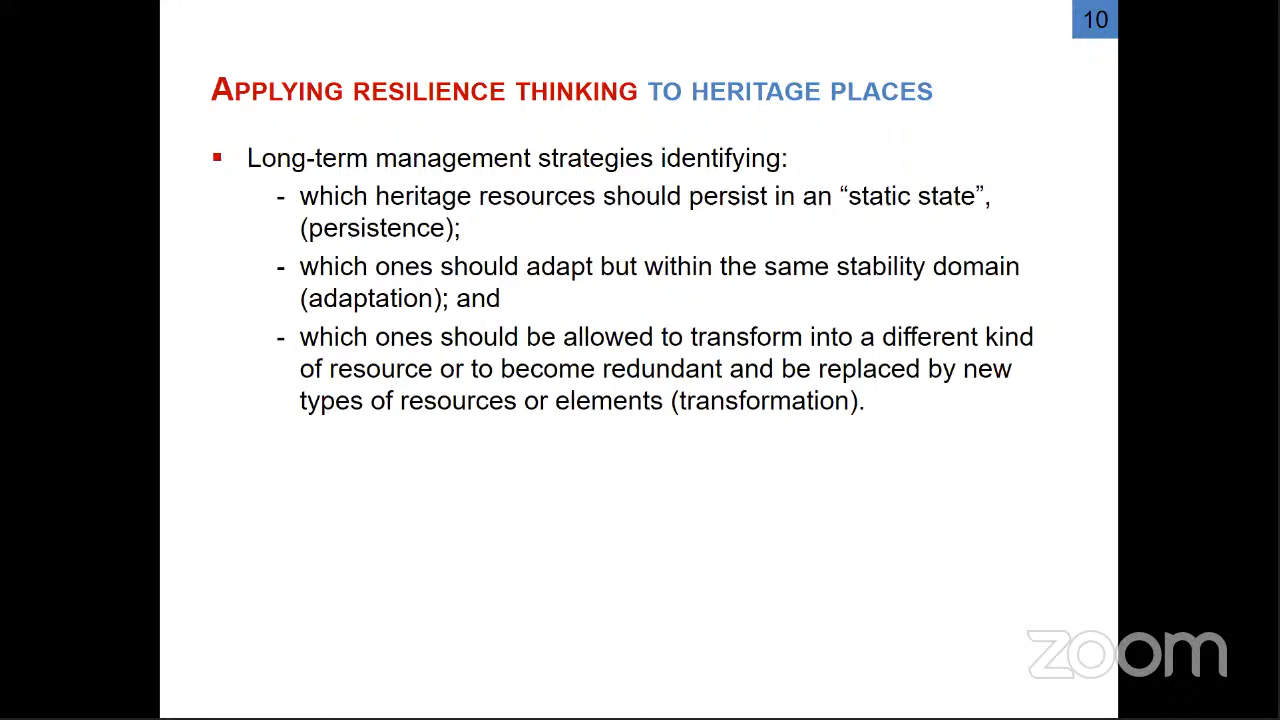 10
APPLYING RESILIENCE THINKING TO HERITAGE PLACES
▪ Long-term management strategies identifying:
- which heritage resources should persist in an “static state”,
(persistence);
- which ones should adapt but within the same stability domain
(adaptation); and
- which ones should be allowed to transform into a different kind
of resource or to become redundant and be replaced by new
types of resources or elements (transformation).
zoom